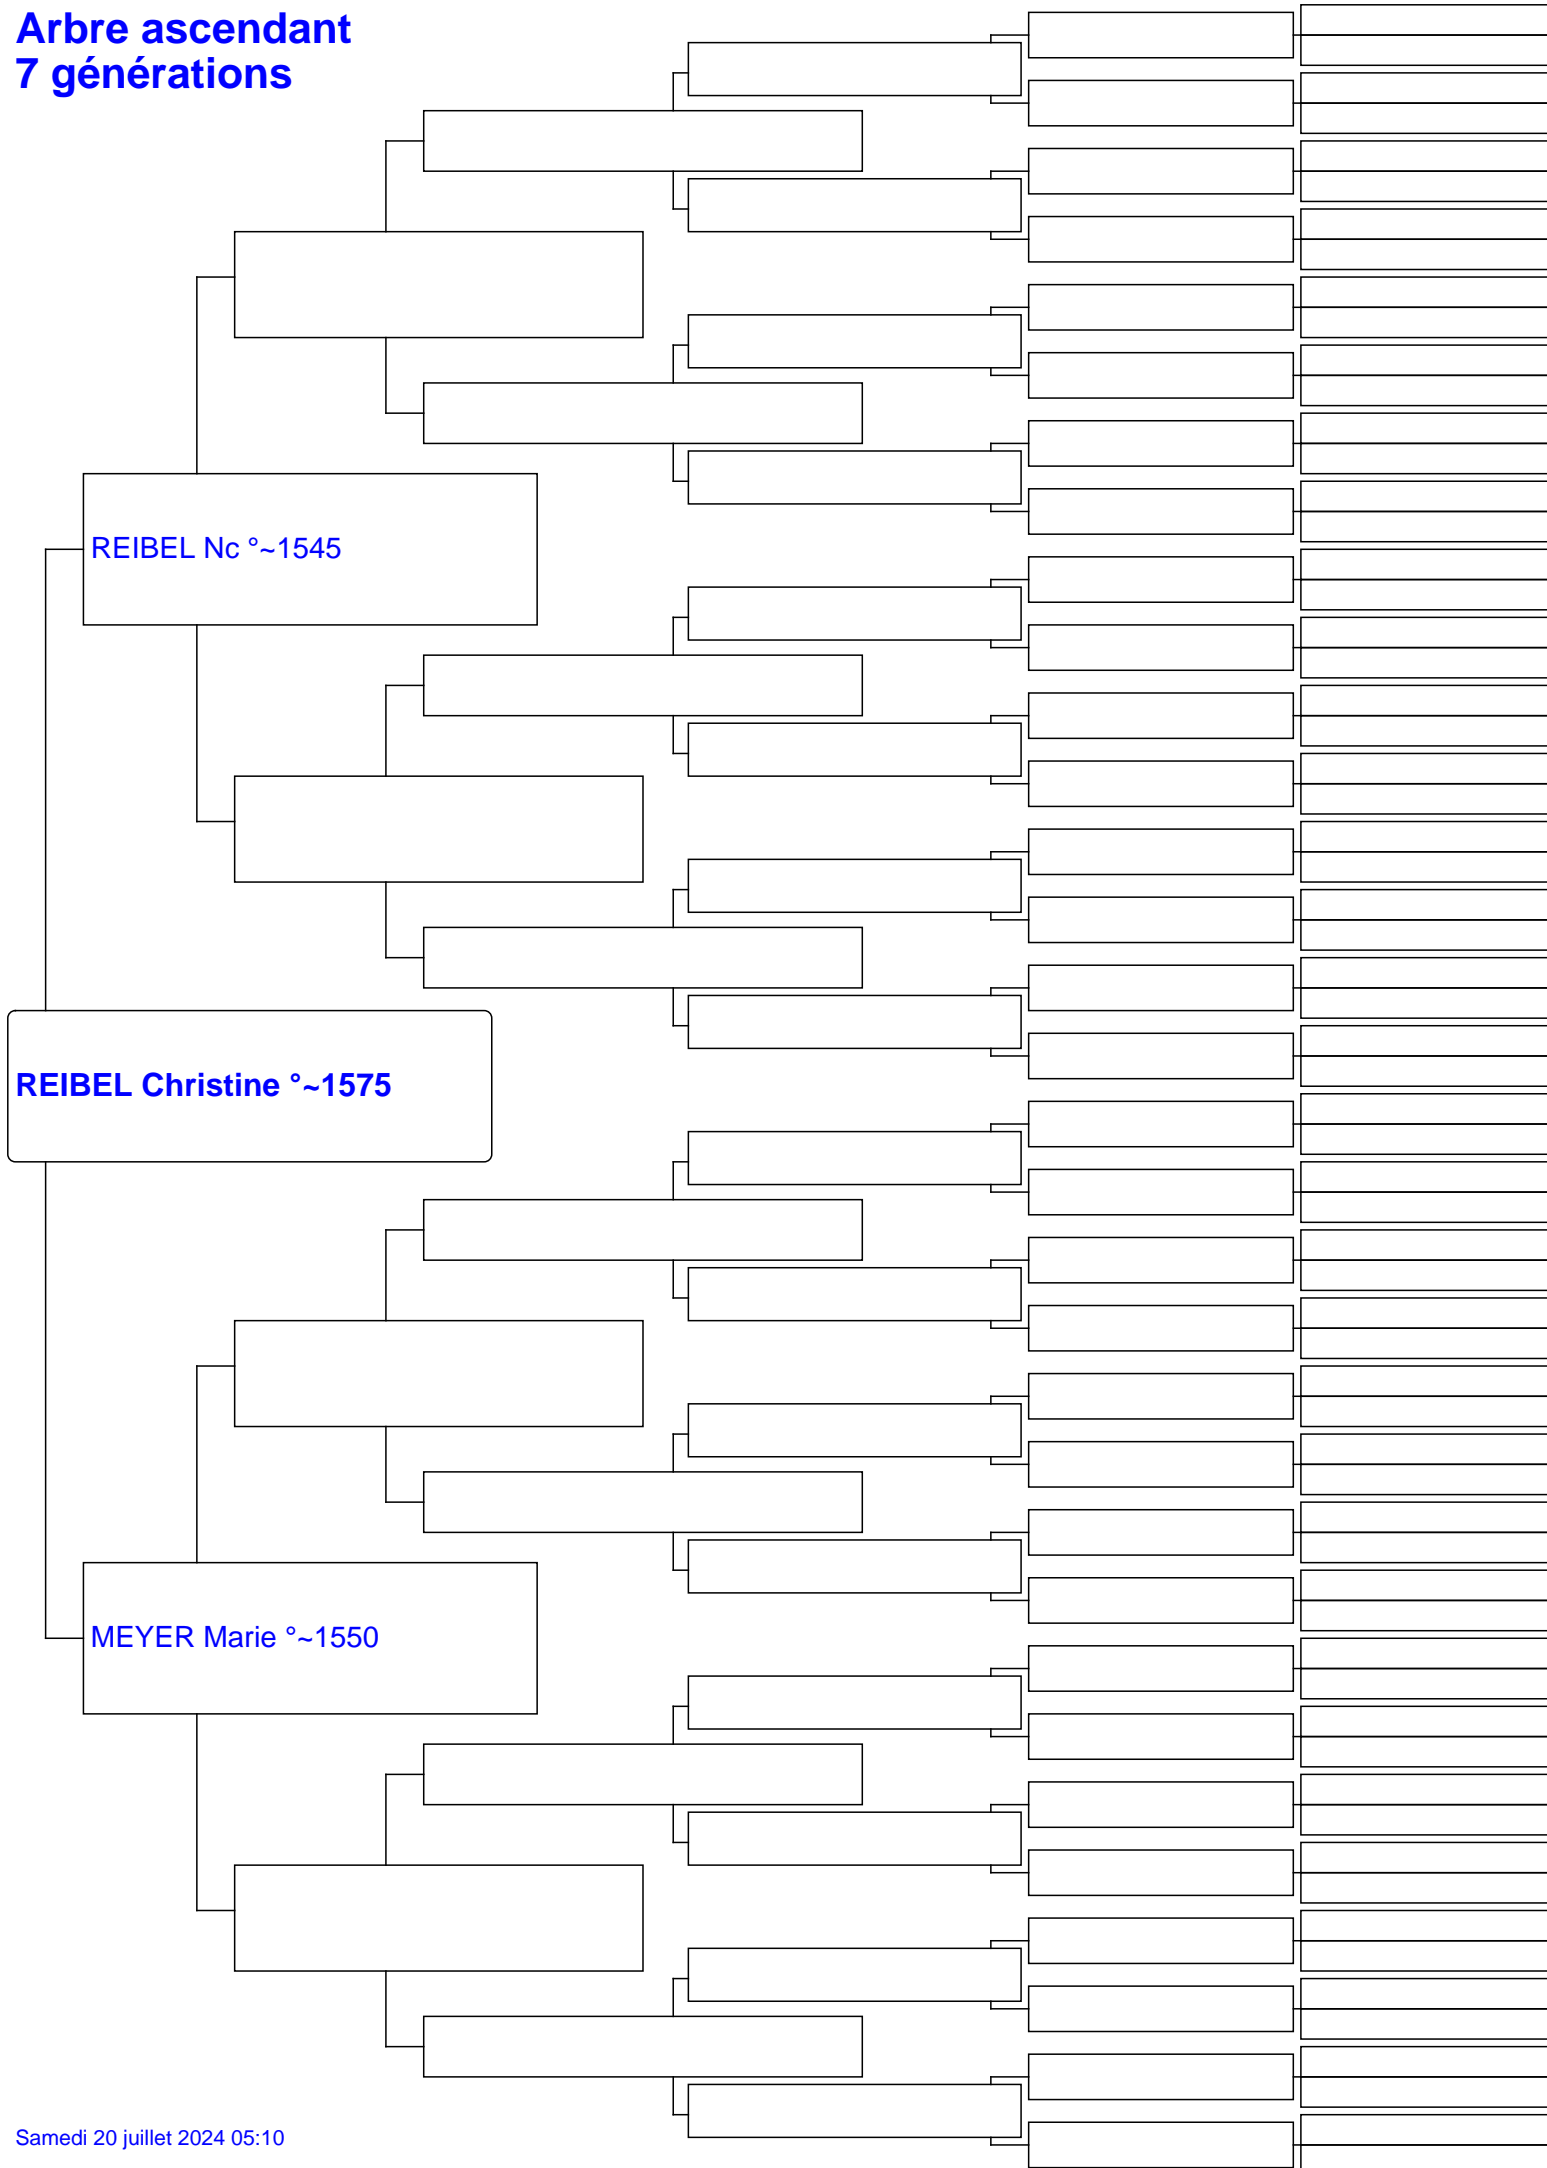 Arbre ascendant
7 générations
REIBEL Nc °~1545
REIBEL Christine °~1575
MEYER Marie °~1550
Samedi 20 juillet 2024 05:10